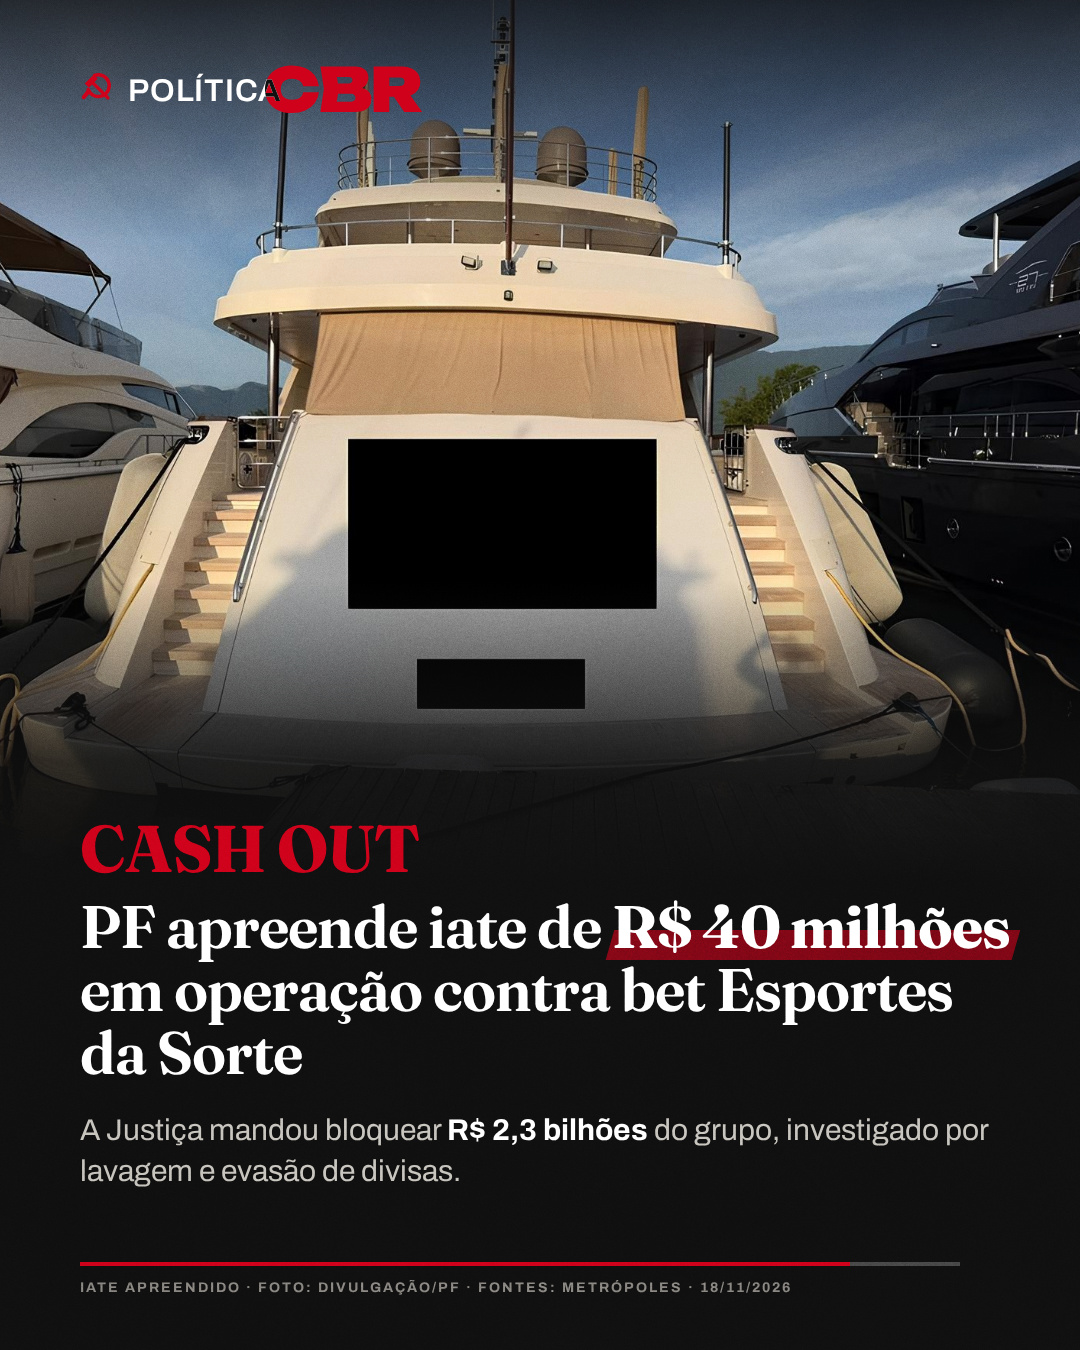 POLÍTICA CBR
CASH OUT
PF apreende iate de R$ 40 milhões
em operação contra bet Esportes
da Sorte
A Justiça mandou bloquear R$ 2,3 bilhões do grupo, investigado por
lavagem e evasão de divisas.
IATE APREENDIDO · FOTO: DIVULGAÇÃO/PF · FONTES: METRÓPOLES · 18/11/2026